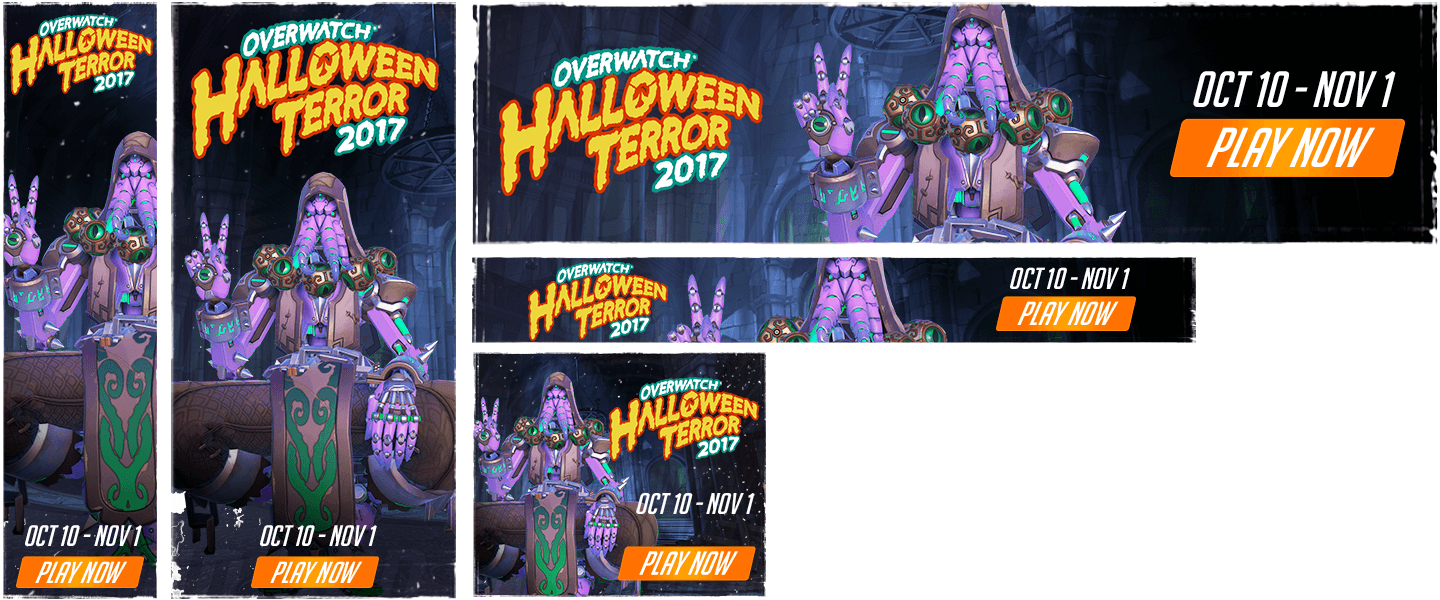 OVERWATCH
HALLOWEEN
TERROR
2017
OCT 10 - NOV 1
PLAY NOW
OVERWATCH
HALLOWEEN
TERROR
2017
OCT 10 - NOV 1
PLAY NOW
OVERWATCH
HALLOWEEN
TERROR
2017
OCT 10 - NOV 1
PLAY NOW
OVERWATCH
HALLOWEEN
TERROR
2017
OCT 10 - NOV 1
PLAY NOW
OVERWATCH
HALLOWEEN
TERROR
2017
OCT 10 - NOV 1
PLAY NOW